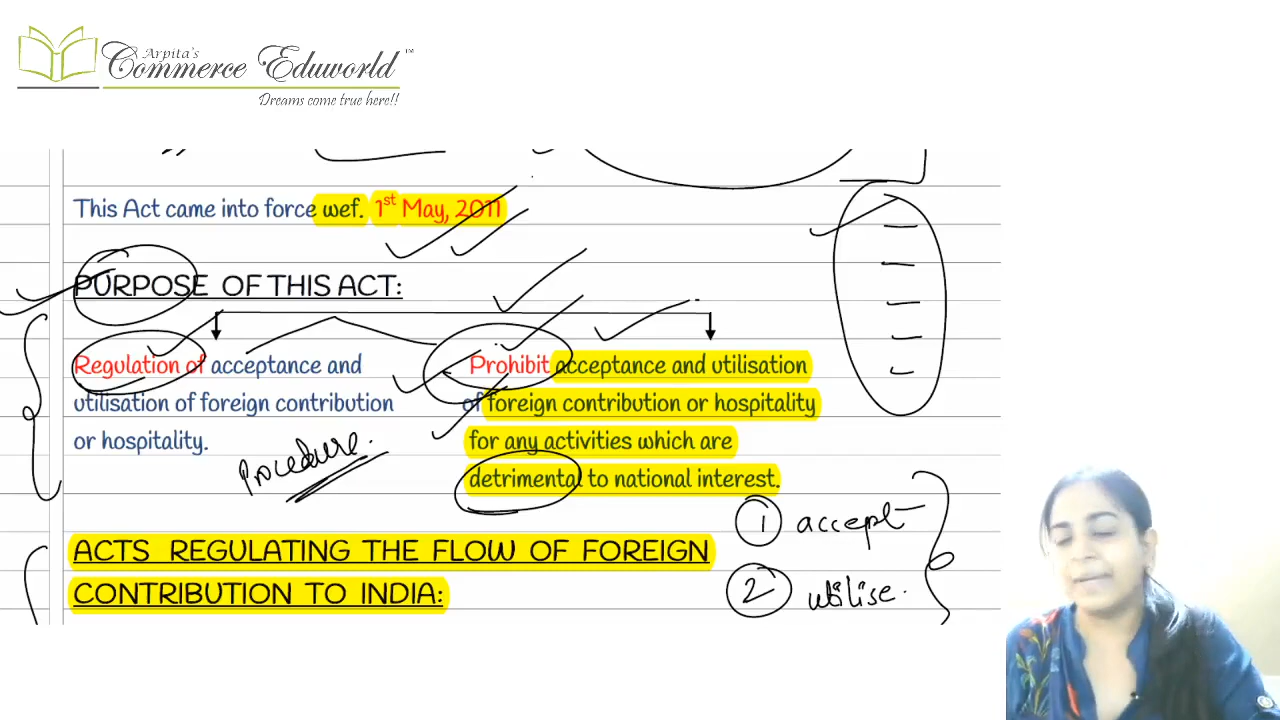 Arpita's
Commerce Eduworld™
Dreams come true here!!
This Act came into force wef. 1st May, 2011
PURPOSE OF THIS ACT:
Regulation of acceptance and
utilisation of foreign contribution
or hospitality.
Procedure.
Prohibit acceptance and utilisation
of foreign contribution or hospitality
for any activities which are
detrimental to national interest.
1 accept
2 utilise.
ACTS REGULATING THE FLOW OF FOREIGN
CONTRIBUTION TO INDIA: